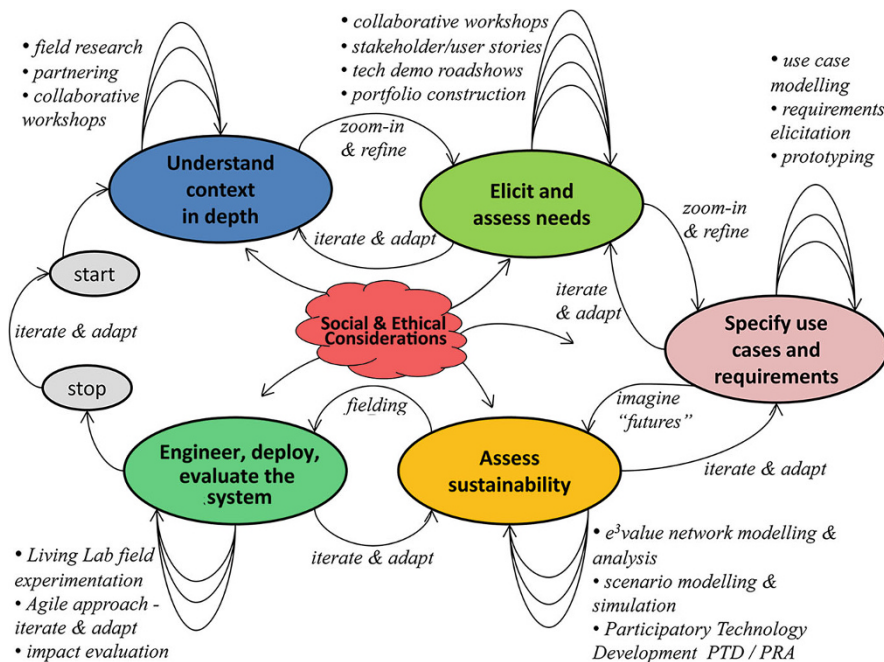 • field research
• partnering
• collaborative
workshops
• collaborative workshops
• stakeholder/user stories
• tech demo roadshows
• portfolio construction
• use case
modelling
• requirements
elicitation
• prototyping
zoom-in
& refine
Understand
context
in depth
Elicit and
assess needs
iterate & adapt
zoom-in
& refine
start
iterate & adapt
stop
Social & Ethical
Considerations
iterate
& adapt
Specify use
cases and
requirements
fielding
imagine
“futures”
Engineer, deploy,
evaluate the
system
Assess
sustainability
iterate & adapt
iterate & adapt
• Living Lab field
experimentation
• Agile approach -
iterate & adapt
• impact evaluation
• e³value network modelling &
analysis
• scenario modelling &
simulation
• Participatory Technology
Development PTD / PRA